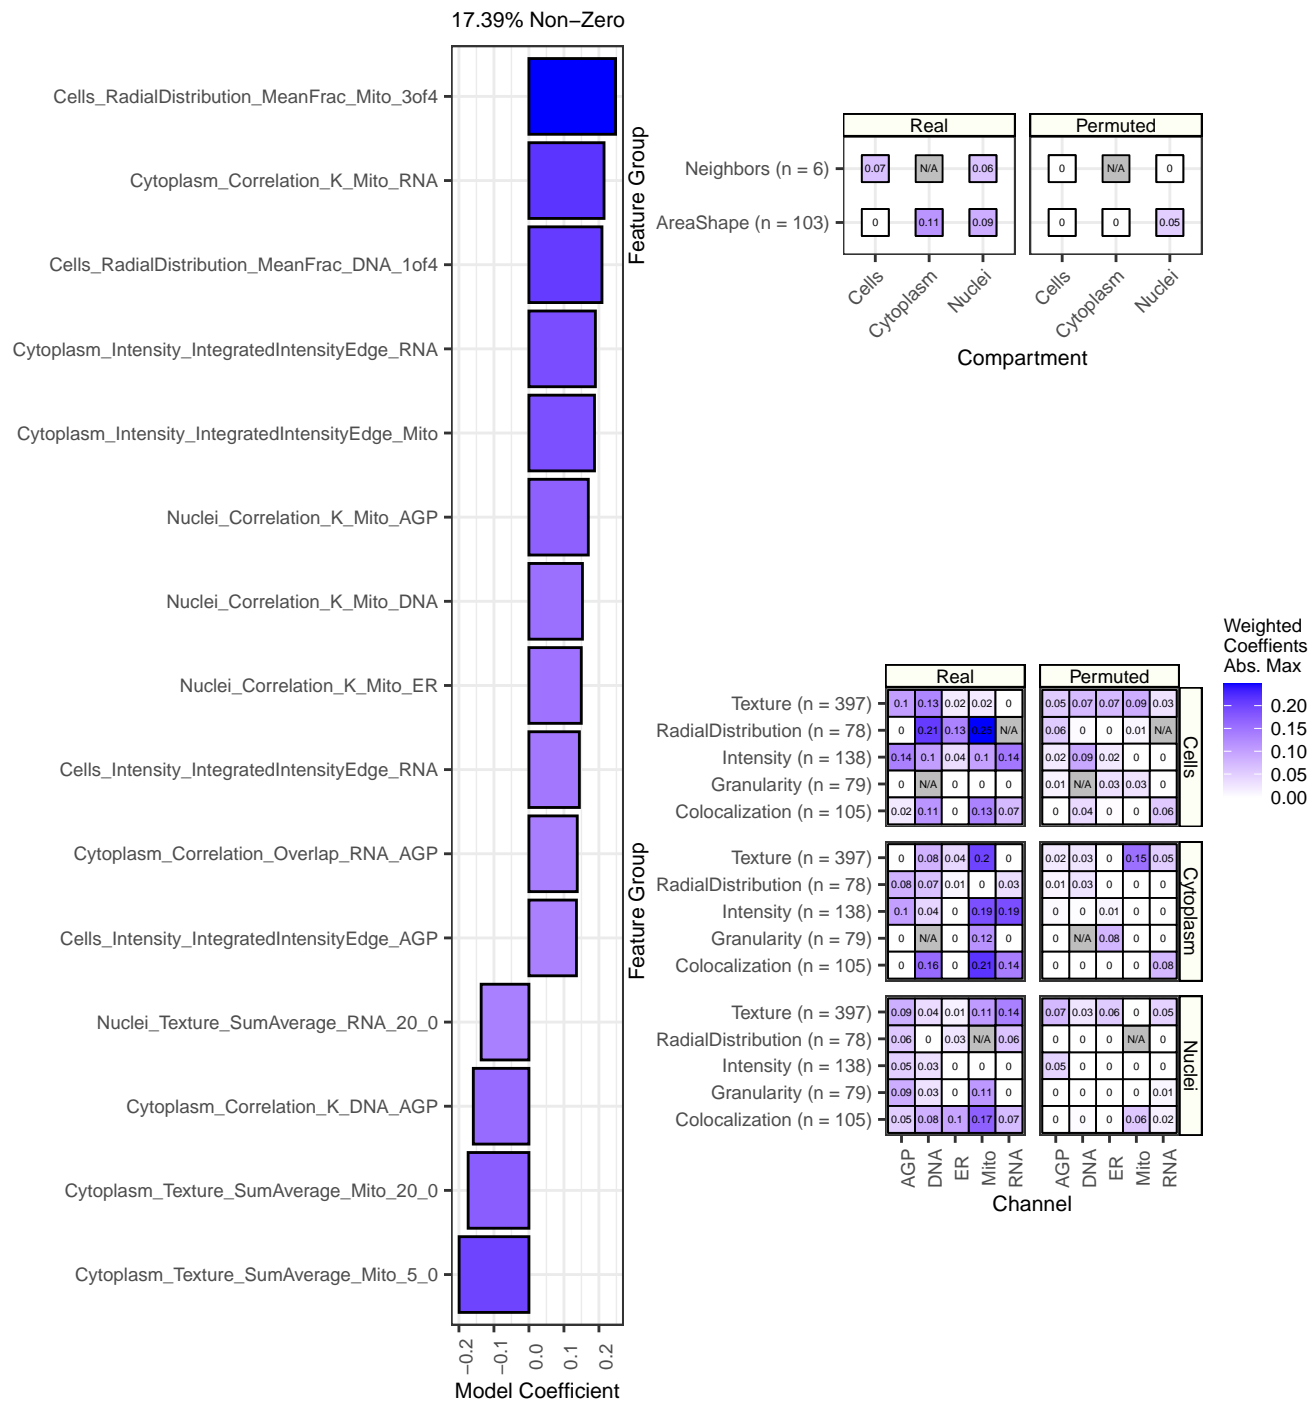 17.39% Non−Zero
Cells_RadialDistribution_MeanFrac_Mito_3of4
Cytoplasm_Correlation_K_Mito_RNA
Cells_RadialDistribution_MeanFrac_DNA_1of4
Cytoplasm_Intensity_IntegratedIntensityEdge_RNA
Cytoplasm_Intensity_IntegratedIntensityEdge_Mito
Nuclei_Correlation_K_Mito_AGP
Nuclei_Correlation_K_Mito_DNA
Nuclei_Correlation_K_Mito_ER
Cells_Intensity_IntegratedIntensityEdge_RNA
Cytoplasm_Correlation_Overlap_RNA_AGP
Cells_Intensity_IntegratedIntensityEdge_AGP
Nuclei_Texture_SumAverage_RNA_20_0
Cytoplasm_Correlation_K_DNA_AGP
Cytoplasm_Texture_SumAverage_Mito_20_0
Cytoplasm_Texture_SumAverage_Mito_5_0
−0.2 −0.1 0.0 0.1 0.2
Model Coefficient
Feature Group
Real Permuted
Neighbors (n = 6) 0.07 N/A 0.06 0 N/A 0
AreaShape (n = 103) 0 0.11 0.09 0 0 0.05
Cells Cytoplasm Nuclei Cells Cytoplasm Nuclei
Compartment
Feature Group
Real Permuted
Texture (n = 397) 0.1 0.13 0.02 0.02 0 0.05 0.07 0.07 0.09 0.03
RadialDistribution (n = 78) 0 0.21 0.13 0.25 N/A 0.06 0 0 0.01 N/A
Intensity (n = 138) 0.14 0.1 0.04 0.1 0.14 0.02 0.09 0.02 0 0
Granularity (n = 79) 0 N/A 0 0 0 0.01 N/A 0.03 0.03 0
Colocalization (n = 105) 0.02 0.11 0 0.13 0.07 0 0.04 0 0 0.06
Cells
Texture (n = 397) 0 0.08 0.04 0.2 0 0.02 0.03 0 0.15 0.05
RadialDistribution (n = 78) 0.08 0.07 0.01 0 0.03 0.01 0.03 0 0 0
Intensity (n = 138) 0.1 0.04 0 0.19 0.19 0 0 0.01 0 0
Granularity (n = 79) 0 N/A 0 0.12 0 0 N/A 0.08 0 0
Colocalization (n = 105) 0 0.16 0 0.21 0.14 0 0 0 0 0.08
Cytoplasm
Texture (n = 397) 0.09 0.04 0.01 0.11 0.14 0.07 0.03 0.06 0 0.05
RadialDistribution (n = 78) 0.06 0 0.03 N/A 0.06 0 0 0 N/A 0
Intensity (n = 138) 0.05 0.03 0 0 0 0.05 0 0 0 0
Granularity (n = 79) 0.09 0.03 0 0.11 0 0 0 0 0 0.01
Colocalization (n = 105) 0.05 0.08 0.1 0.17 0.07 0 0 0 0.06 0.02
Nuclei
AGP DNA ER Mito RNA AGP DNA ER Mito RNA
Channel
Weighted
Coeffients
Abs. Max
0.20
0.15
0.10
0.05
0.00